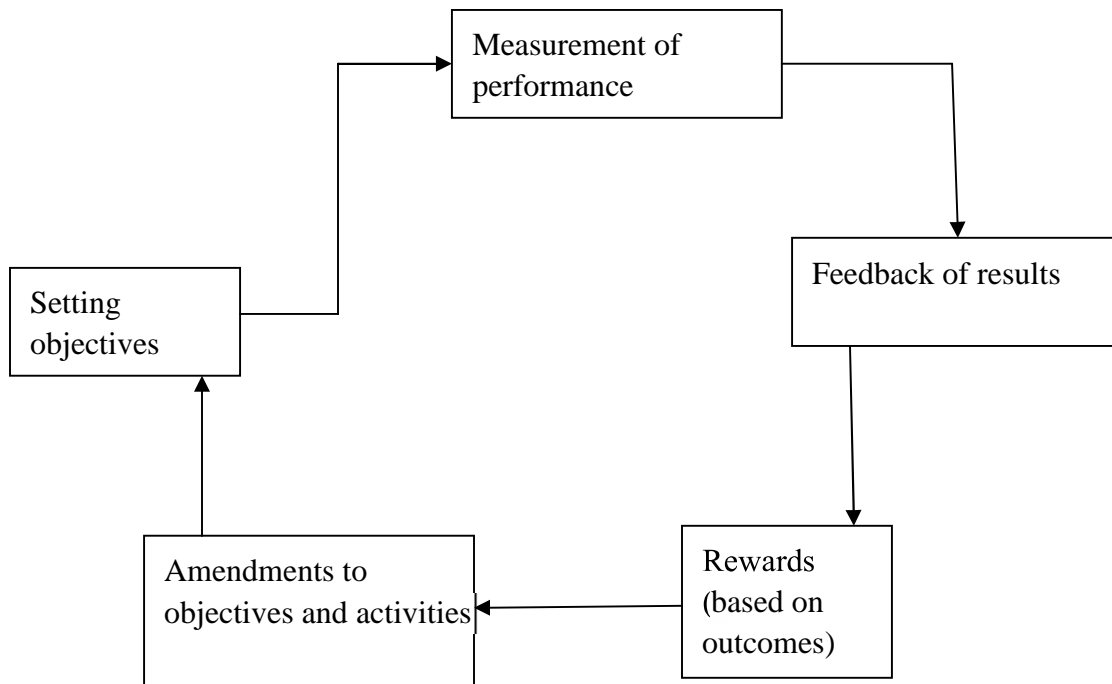 Measurement of
performance
Feedback of results
Setting
objectives
Rewards
(based on
outcomes)
Amendments to
objectives and activities